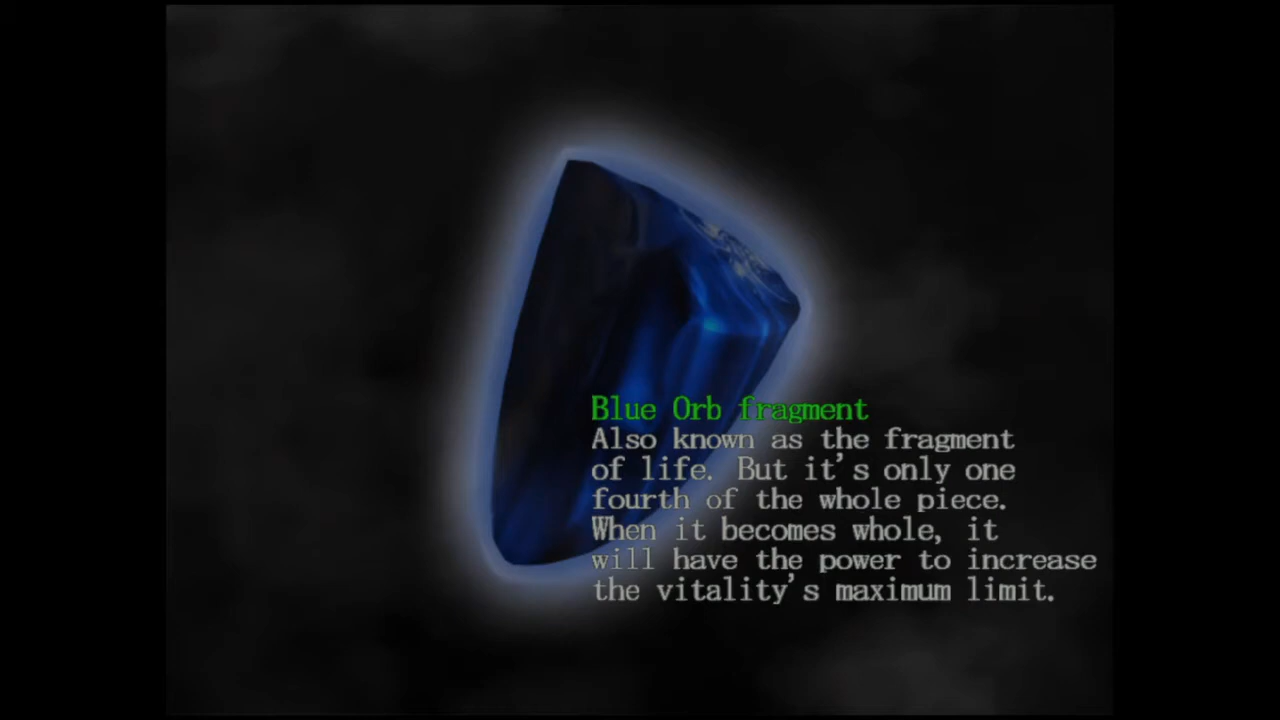 Blue Orb fragment
Also known as the fragment
of life. But it's only one
fourth of the whole piece.
When it becomes whole, it
will have the power to increase
the vitality's maximum limit.